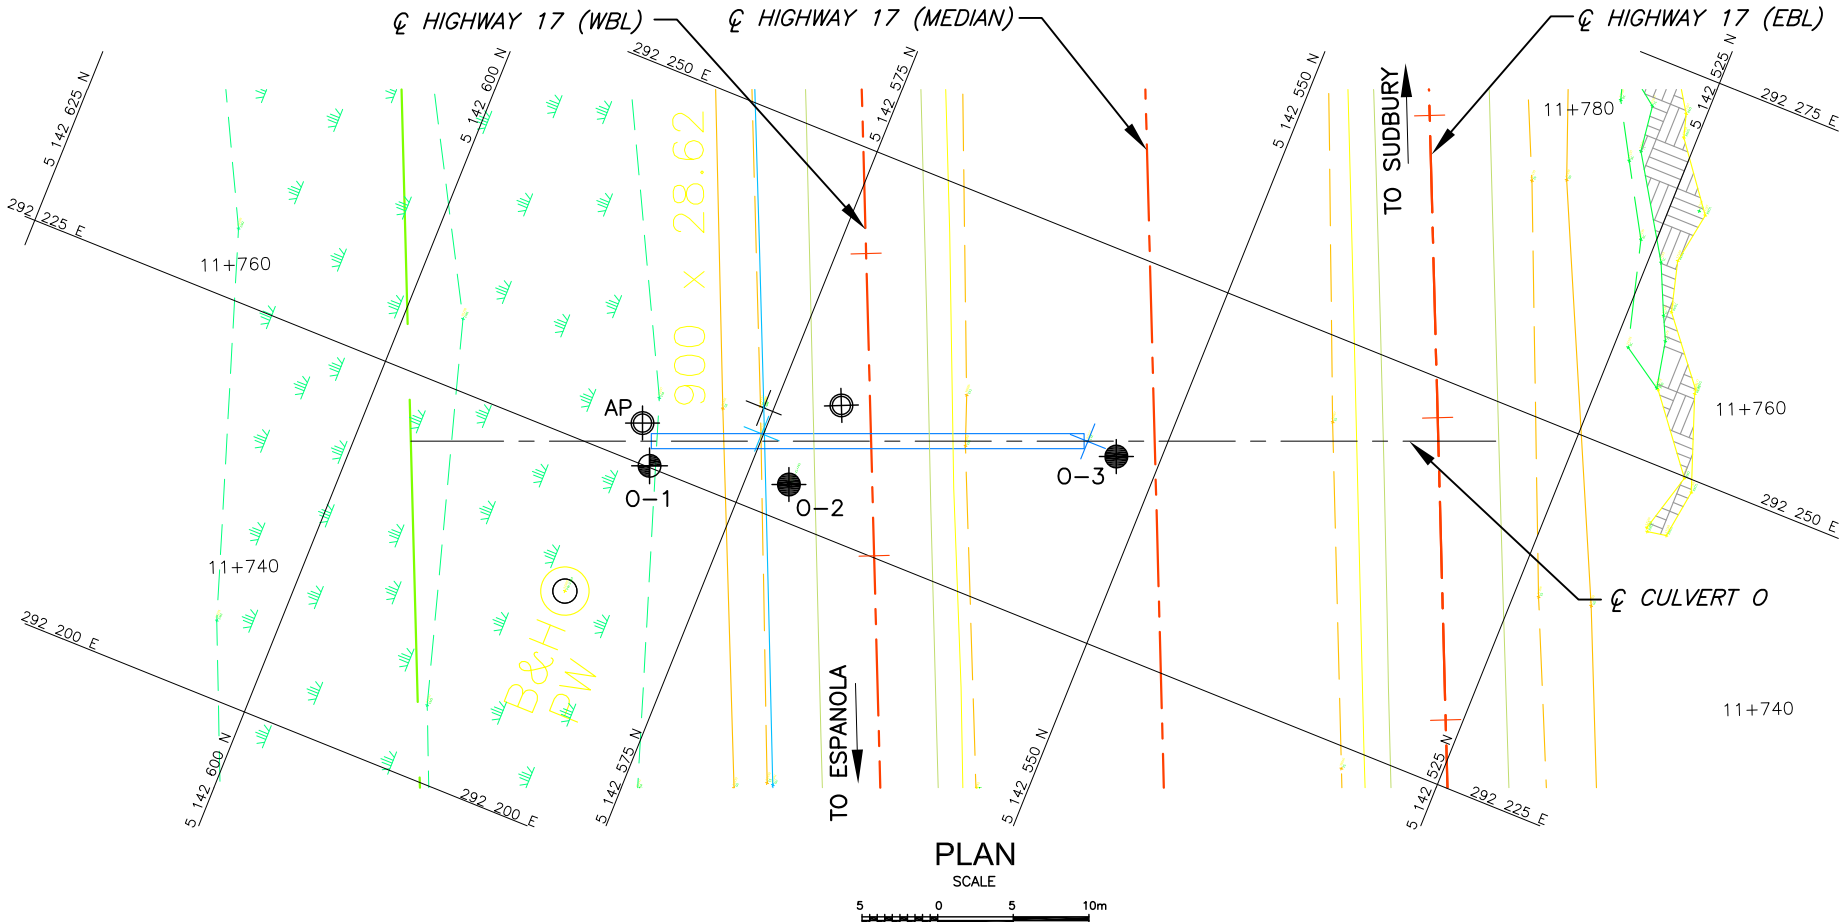 ℄ HIGHWAY 17 (WBL)
℄ HIGHWAY 17 (MEDIAN)
℄ HIGHWAY 17 (EBL)
5 142 625 N
5 142 600 N
292 250 E
5 142 575 N
5 142 550 N
5 142 525 N
292 275 E
11+780
TO SUDBURY
900 x 28.62
292 225 E
11+760
AP
11+760
O-1
O-2
O-3
292 250 E
11+740
℄ CULVERT O
292 200 E
B&H
PW
TO ESPANOLA
11+740
5 142 600 N
292 200 E
5 142 575 N
5 142 550 N
5 142 525 N
292 225 E
PLAN
SCALE
5 0 5 10m